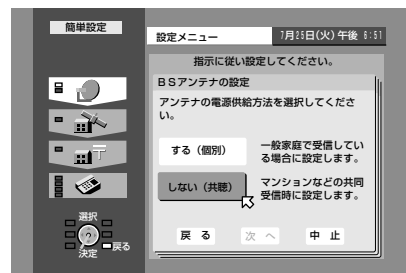 簡単設定
設定メニュー
7月25日(火)午後 6:51
指示に従い設定してください。
BSアンテナの設定
アンテナの電源供給方法を選択してくださ
い。
する（個別）
一般家庭で受信してい
る場合に設定します。
しない（共聴）
マンションなどの共同
受信時に設定します。
選択
決定
戻る
戻 る
次 へ
中 止